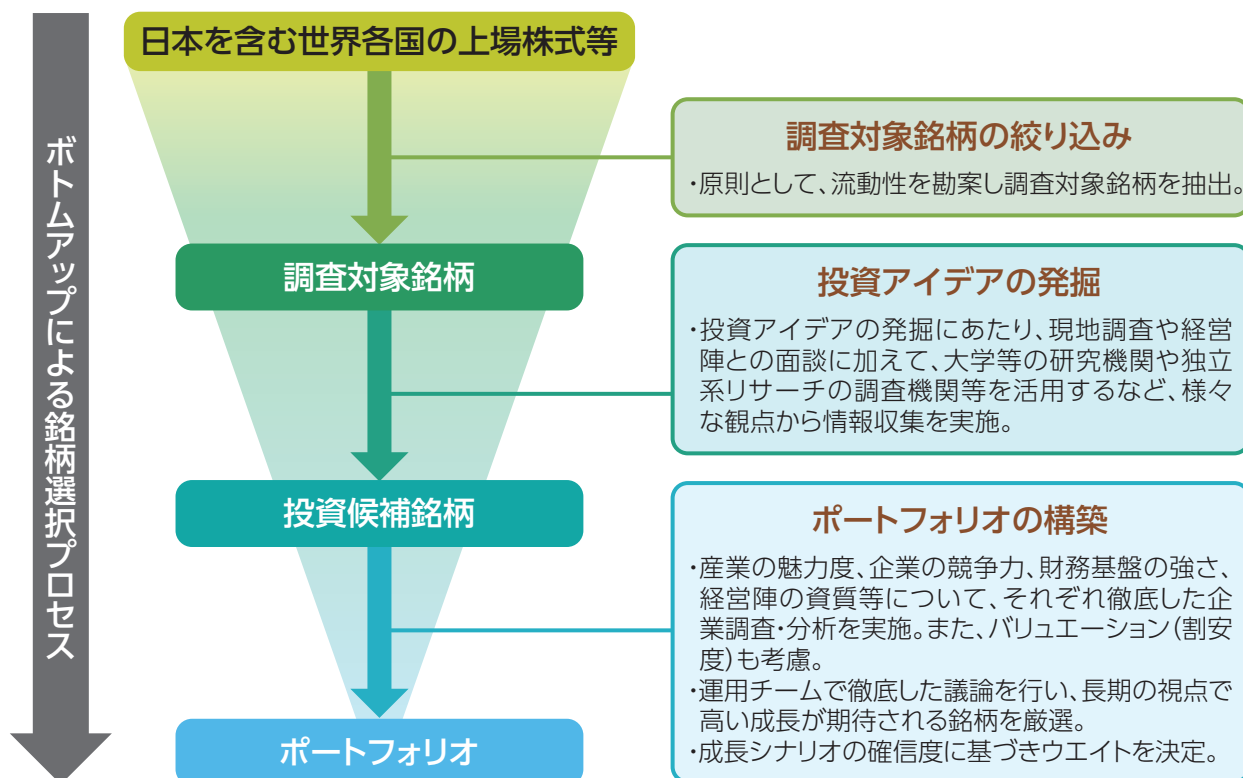 ボトムアップによる銘柄選択プロセス
日本を含む世界各国の上場株式等
調査対象銘柄の絞り込み
・原則として、流動性を勘案し調査対象銘柄を抽出。
調査対象銘柄
投資アイデアの発掘
・投資アイデアの発掘にあたり、現地調査や経営
陣との面談に加えて、大学等の研究機関や独立
系リサーチの調査機関等を活用するなど、様々
な観点から情報収集を実施。
投資候補銘柄
ポートフォリオの構築
・産業の魅力度、企業の競争力、財務基盤の強さ、
経営陣の資質等について、それぞれ徹底した企
業調査・分析を実施。また、バリュエーション(割安
度)も考慮。
・運用チームで徹底した議論を行い、長期の視点で
高い成長が期待される銘柄を厳選。
・成長シナリオの確信度に基づきウエイトを決定。
ポートフォリオ